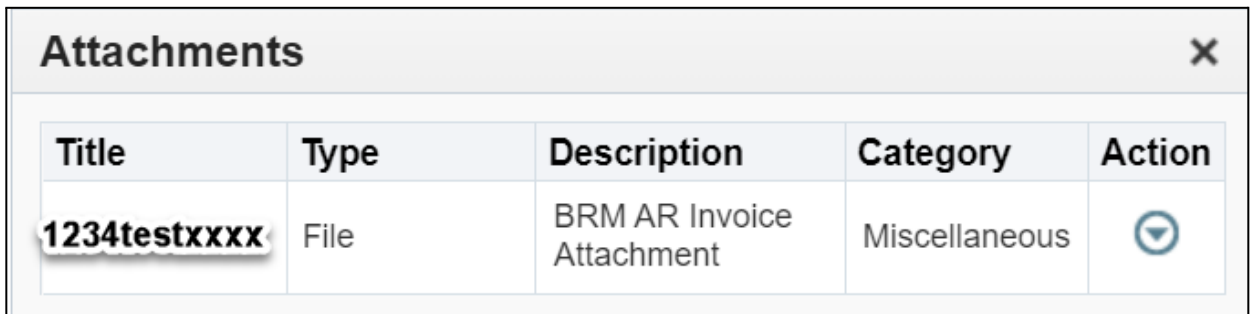 Attachments
Title Type Description Category Action
1234testxxxx File BRM AR Invoice Attachment Miscellaneous